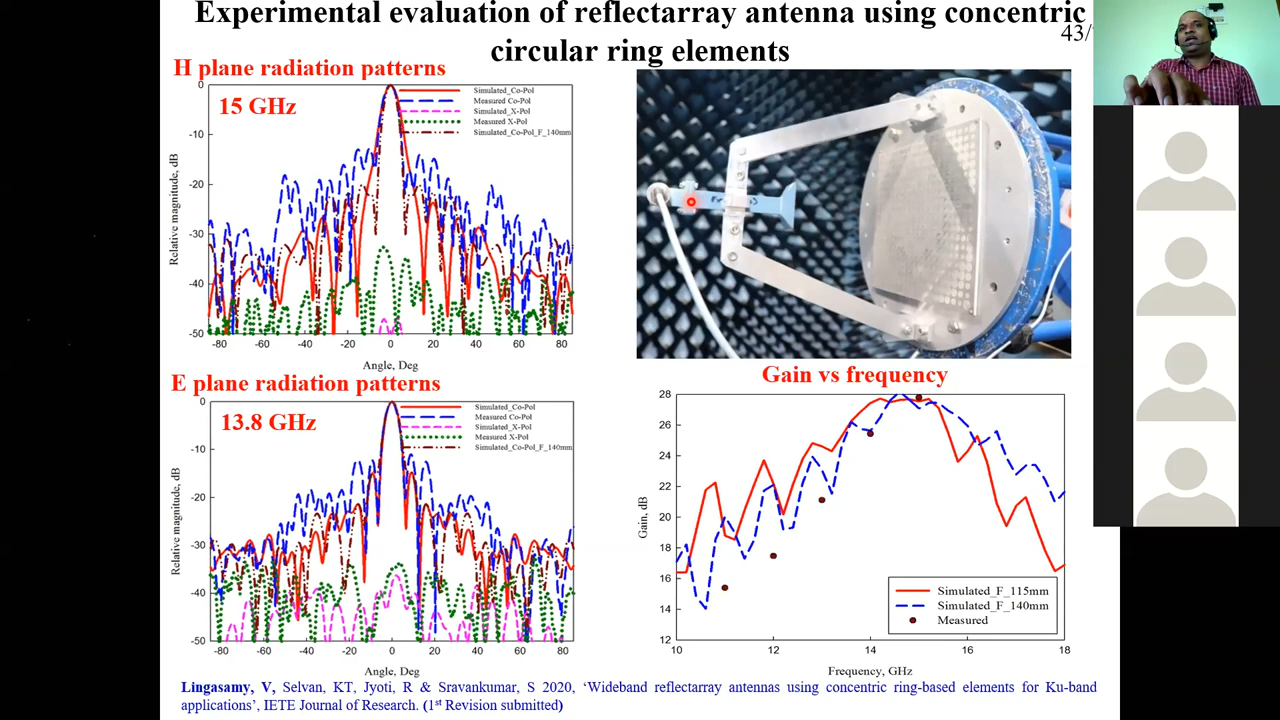 Experimental evaluation of reflectarray antenna using concentric
circular ring elements
43/
H plane radiation patterns
15 GHz
Simulated_Co-Pol
Measured Co-Pol
Simulated_X-Pol
Measured X-Pol
Simulated_Co-Pol_F_140mm
Relative magnitude, dB
0
-10
-20
-30
-40
-50
-80 -60 -40 -20 0 20 40 60 80
Angle, Deg
E plane radiation patterns
13.8 GHz
Simulated_Co-Pol
Measured Co-Pol
Simulated_X-Pol
Measured X-Pol
Simulated_Co-Pol_F_140mm
Relative magnitude, dB
0
-10
-20
-30
-40
-50
-80 -60 -40 -20 0 20 40 60 80
Angle, Deg
Gain vs frequency
Gain, dB
28
26
24
22
20
18
16
14
12
Simulated_F_115mm
Simulated_F_140mm
Measured
10 12 14 16 18
Frequency, GHz
Lingasamy, V, Selvan, KT, Jyoti, R & Sravankumar, S 2020, ‘Wideband reflectarray antennas using concentric ring-based elements for Ku-band
applications’, IETE Journal of Research. (1st Revision submitted)